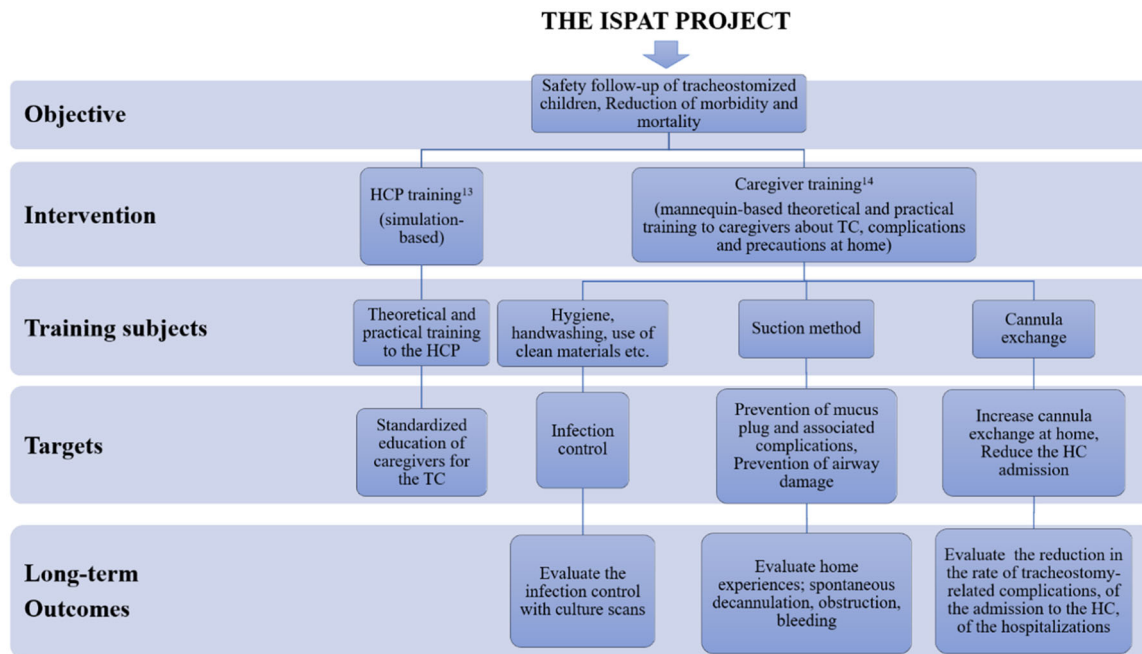 THE ISPAT PROJECT
Objective
Safety follow-up of tracheostomized
children, Reduction of morbidity and
mortality
Intervention
HCP training13
(simulation-
based)
Caregiver training14
(mannequin-based theoretical and practical
training to caregivers about TC, complications
and precautions at home)
Training subjects
Theoretical and
practical training
to the HCP
Hygiene,
handwashing, use of
clean materials etc.
Suction method
Cannula
exchange
Targets
Standardized
education of
caregivers for
the TC
Infection
control
Prevention of mucus
plug and associated
complications,
Prevention of airway
damage
Increase cannula
exchange at home,
Reduce the HC
admission
Long-term
Outcomes
Evaluate the
infection control
with culture scans
Evaluate home
experiences; spontaneous
decannulation, obstruction,
bleeding
Evaluate the reduction in
the rate of tracheostomy-
related complications, of
the admission to the HC,
of the hospitalizations